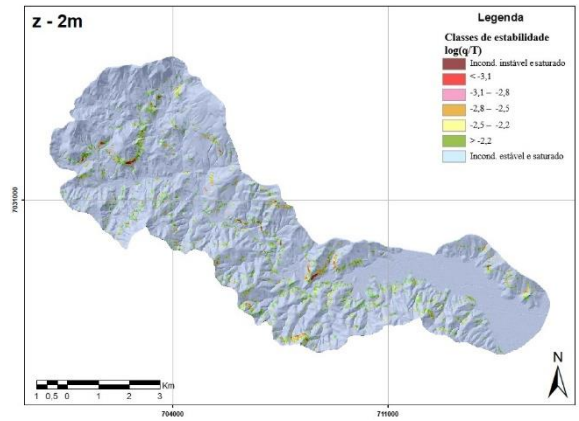 z - 2m
Legenda
Classes de estabilidade
log(q/T)
Incond. instável e saturado
< -3,1
-3,1 – -2,8
-2,8 – -2,5
-2,5 – -2,2
> -2,2
Incond. estável e saturado
7031000
N
1 0,5 0 1 2 3 Km
704000 711000